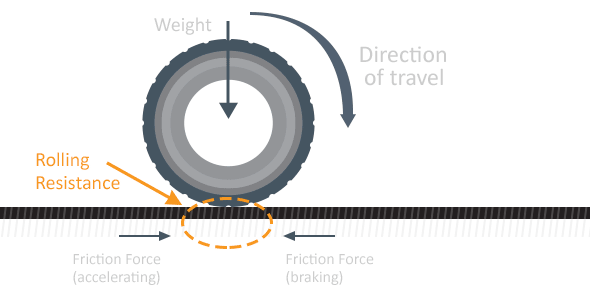 Weight
Direction
of travel
Rolling
Resistance
Friction Force
(accelerating)
Friction Force
(braking)